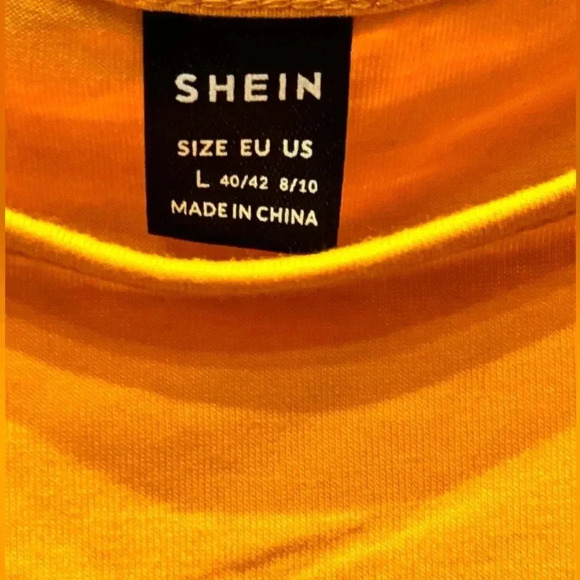 SHEIN
SIZE EU US
L 40/42 8/10
MADE IN CHINA